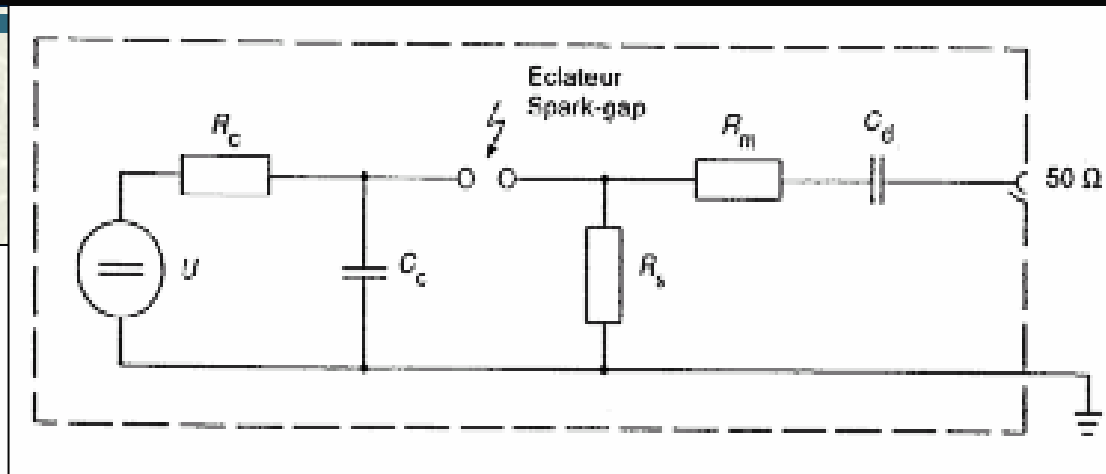 Eclateur
Spark-gap
R_c
R_m
C_d
50 Ω
U
C_c
R_s